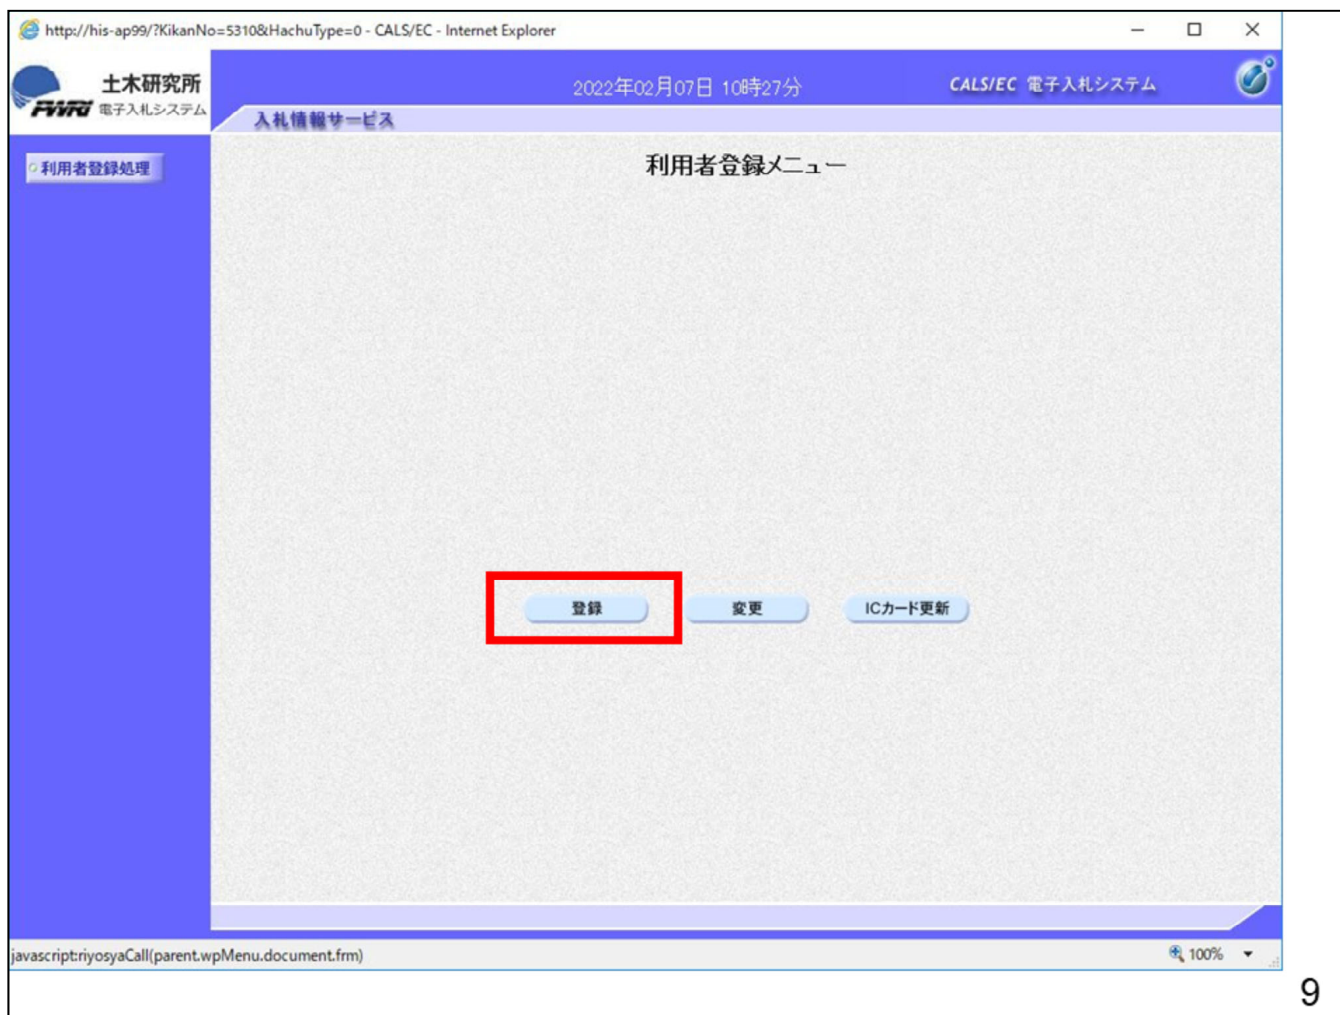 http://his-ap99/?KikanNo=5310&HachuType=0 - CALS/EC - Internet Explorer
土木研究所
PWRI 電子入札システム
2022年02月07日 10時27分
CALS/EC 電子入札システム
入札情報サービス
利用者登録処理
利用者登録メニュー
登録
変更
ICカード更新
javascript:riyosyaCall(parent.wpMenu.document.frm)
100%
9